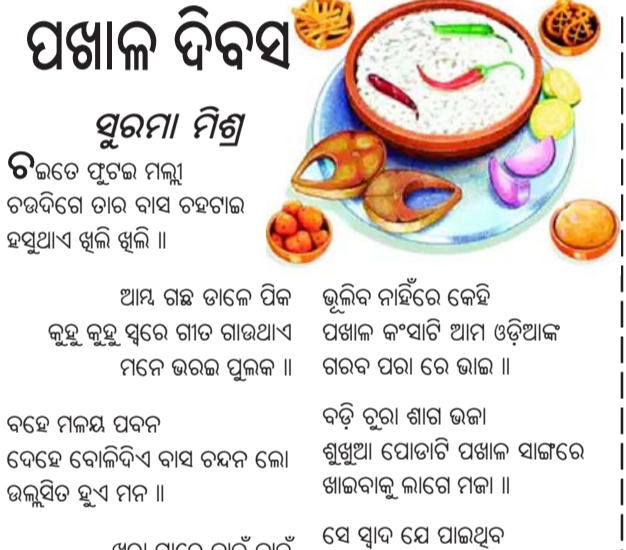 ପଖାଳ ଦିବସ
ସୁରମା ମିଶ୍ର
ଚଇତେ ଫୁଟଇ ମଲ୍ଲୀ
ଚଉଦିଗେ ତାର ବାସ ଚହଟାଇ
ହସୁଥାଏ ଖିଲି ଖିଲି ॥
ଆମ୍ଭ ଗଛ ଡାଳେ ପିକ
କୁହୁ କୁହୁ ସ୍ୱରେ ଗୀତ ଗାଉଥାଏ
ମନେ ଭରଇ ପୁଲକ ॥
ବହେ ମଳୟ ପବନ
ଦେହେ ବୋଳିଦିଏ ବାସ ଚନ୍ଦନ ଲୋ
ଉଲ୍ଲସିତ ହୁଏ ମନ ॥
ଭୂଲିବ ନାହିଁରେ କେହି
ପଖାଳ କଂସାଟି ଆମ ଓଡ଼ିଆଙ୍କ
ଗରବ ପରା ରେ ଭାଇ ॥
ବଡ଼ି ଚୁରା ଶାଗ ଭଜା
ଶୁଖୁଆ ପୋଡାଟି ପଖାଳ ସାଙ୍ଗରେ
ଖାଇବାକୁ ଲାଗେ ମଜା ॥
ସେ ସ୍ୱାଦ ଯେ ପାଇଥିବ